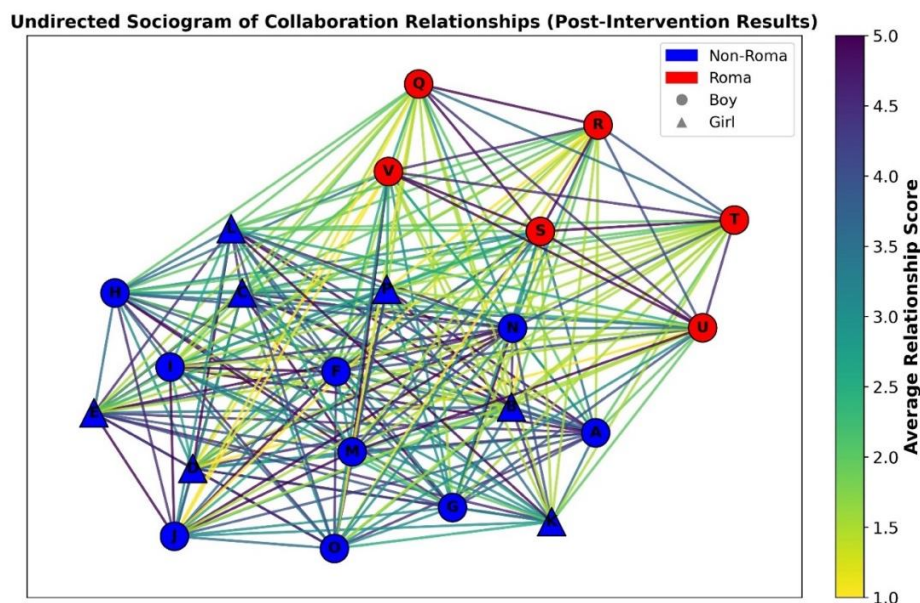 Undirected Sociogram of Collaboration Relationships (Post-Intervention Results)
5.0
Non-Roma
Roma
Boy
Girl
Q
R
4.5
V
T
S
L
4.0
H
C
P
3.5
N
U
I
F
3.0
E
B
A
2.5
M
D
2.0
G
K
J
O
1.5
1.0
Average Relationship Score